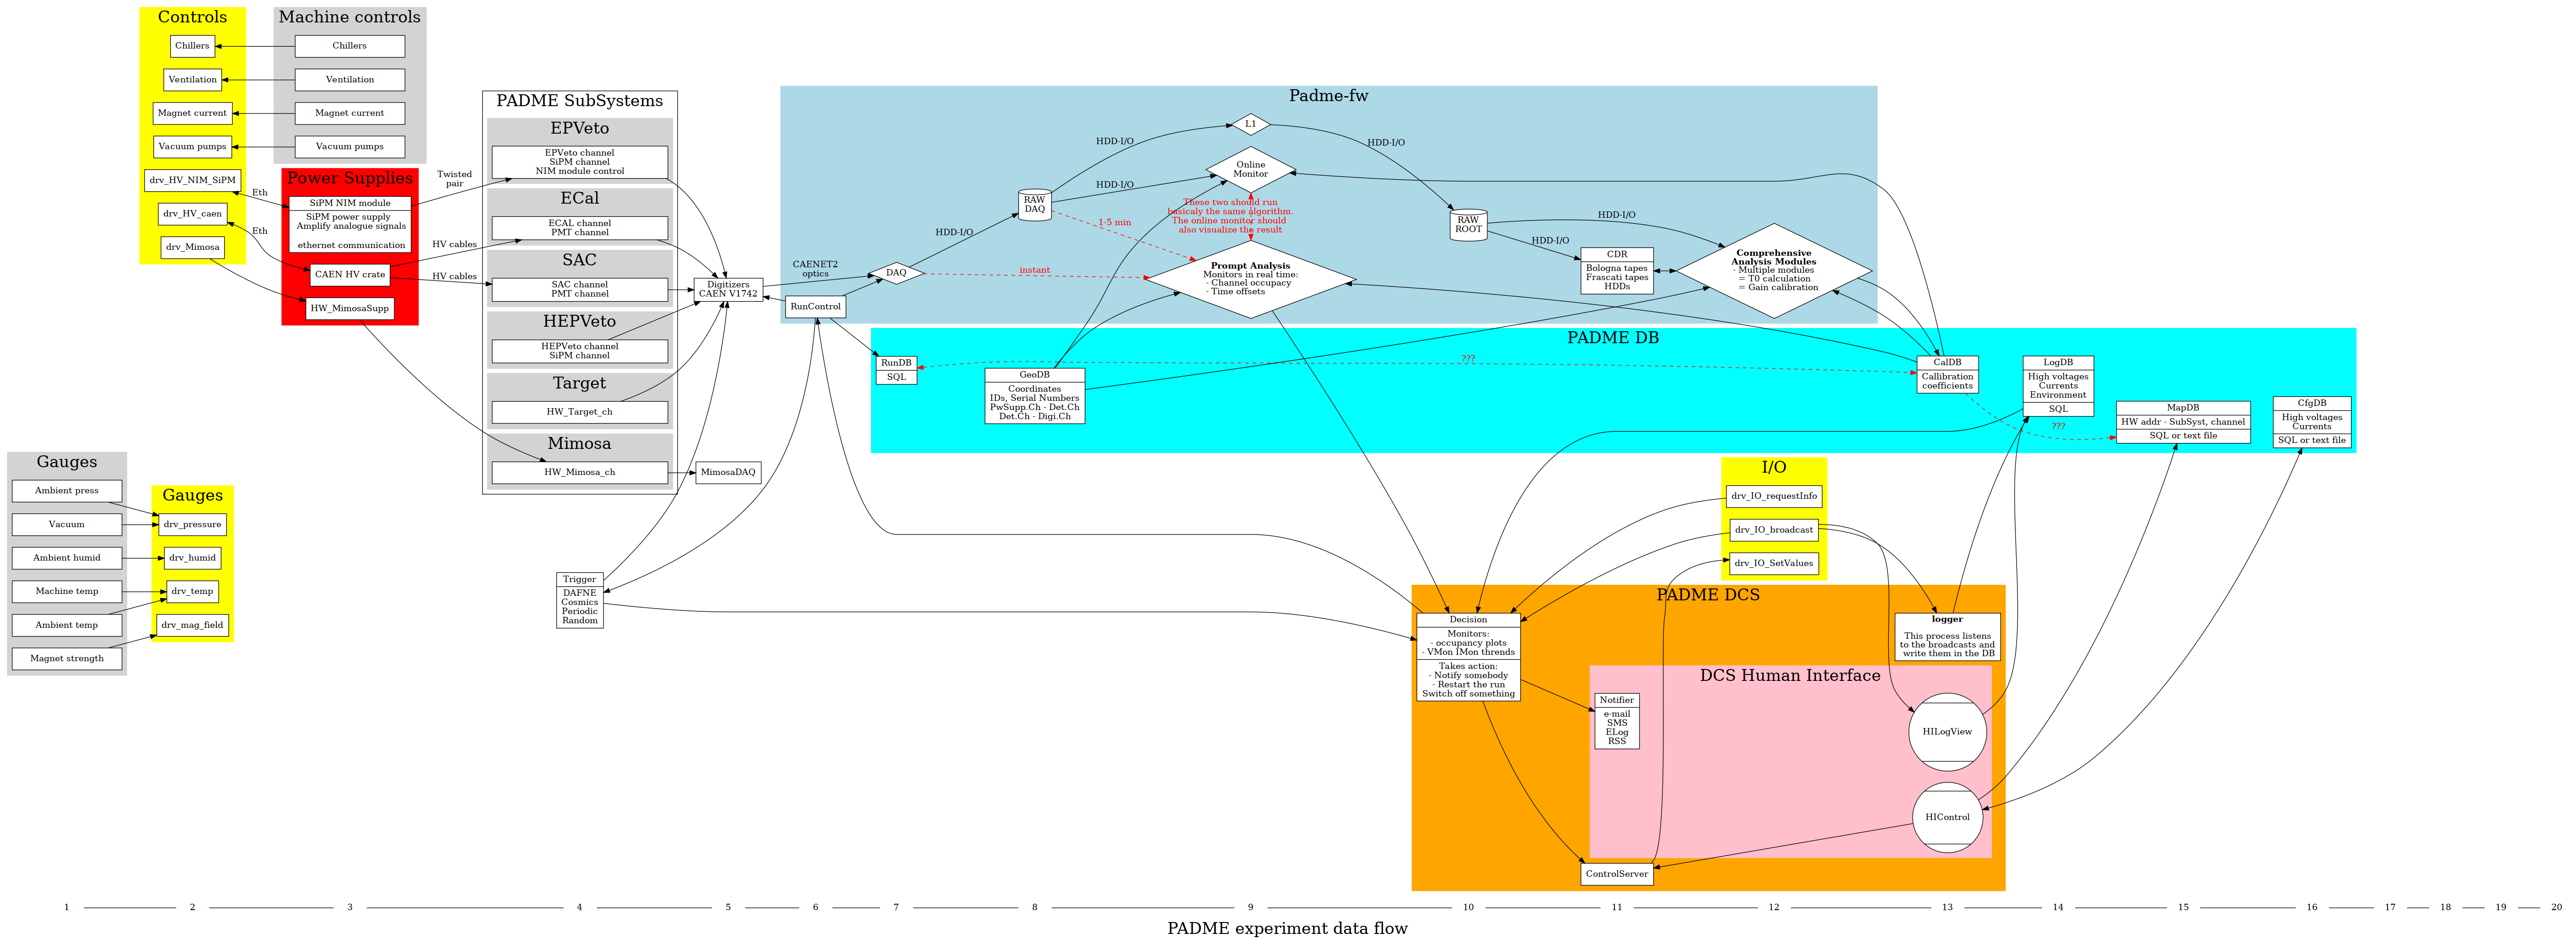 Controls
Chillers
Ventilation
Magnet current
Vacuum pumps
drv_HV_NIM_SiPM
drv_HV_caen
drv_Mimosa
Machine controls
Chillers
Ventilation
Magnet current
Vacuum pumps
Power Supplies
SiPM NIM module
SiPM power supply
Amplify analogue signals
ethernet communication
CAEN HV crate
HW_MimosaSupp
Eth
Eth
Twisted
pair
HV cables
HV cables
PADME SubSystems
EPVeto
EPVeto channel
SiPM channel
NIM module control
ECal
ECAL channel
PMT channel
SAC
SAC channel
PMT channel
HEPVeto
HEPVeto channel
SiPM channel
Target
HW_Target_ch
Mimosa
HW_Mimosa_ch
Digitizers
CAEN V1742
MimosaDAQ
Trigger
DAFNE
Cosmics
Periodic
Random
Gauges
Ambient press
Vacuum
Ambient humid
Machine temp
Ambient temp
Magnet strength
Gauges
drv_pressure
drv_humid
drv_temp
drv_mag_field
Padme-fw
CAENET2
optics
RunControl
DAQ
HDD-I/O
RAW
DAQ
HDD-I/O
HDD-I/O
1-5 min
instant
L1
Online
Monitor
These two should run
basicaly the same algorithm.
The online monitor should
also visualize the result
Prompt Analysis
Monitors in real time:
- Channel occupacy
- Time offsets
HDD-I/O
RAW
ROOT
HDD-I/O
HDD-I/O
CDR
Bologna tapes
Frascati tapes
HDDs
Comprehensive
Analysis Modules
- Multiple modules
= T0 calculation
= Gain calibration
PADME DB
RunDB
SQL
GeoDB
Coordinates
IDs, Serial Numbers
PwSupp.Ch - Det.Ch
Det.Ch - Digi.Ch
???
CalDB
Callibration
coefficients
LogDB
High voltages
Currents
Environment
SQL
???
MapDB
HW addr - SubSyst, channel
SQL or text file
CfgDB
High voltages
Currents
SQL or text file
I/O
drv_IO_requestInfo
drv_IO_broadcast
drv_IO_SetValues
PADME DCS
Decision
Monitors:
- occupancy plots
- VMon IMon thrends
Takes action:
- Notify somebody
- Restart the run
Switch off something
logger
This process listens
to the broadcasts and
write them in the DB
DCS Human Interface
Notifier
e-mail
SMS
ELog
RSS
HILogView
HIControl
ControlServer
1 2 3 4 5 6 7 8 9 10 11 12 13 14 15 16 17 18 19 20
PADME experiment data flow